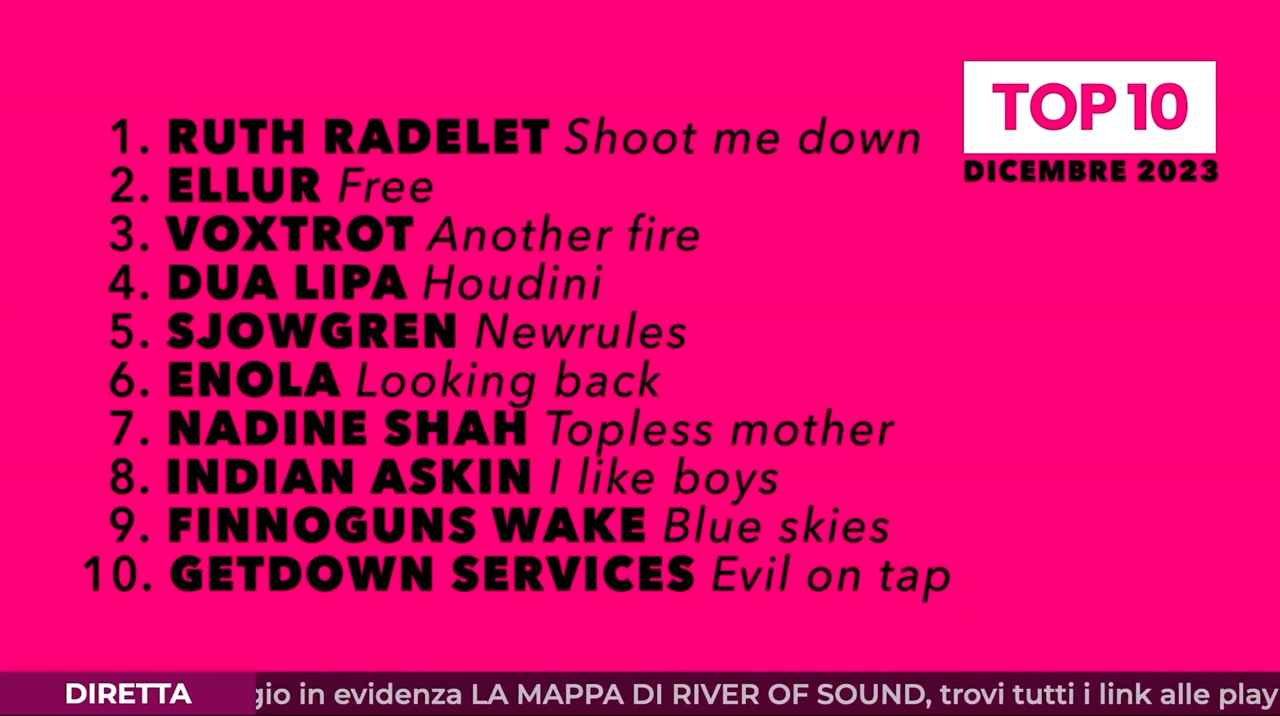 TOP 10
DICEMBRE 2023
1. RUTH RADELET Shoot me down
2. ELLUR Free
3. VOXTROT Another fire
4. DUA LIPA Houdini
5. SJOWGREN Newrules
6. ENOLA Looking back
7. NADINE SHAH Topless mother
8. INDIAN ASKIN I like boys
9. FINNOGUNS WAKE Blue skies
10. GETDOWN SERVICES Evil on tap
DIRETTA gio in evidenza LA MAPPA DI RIVER OF SOUND, trovi tutti i link alle play